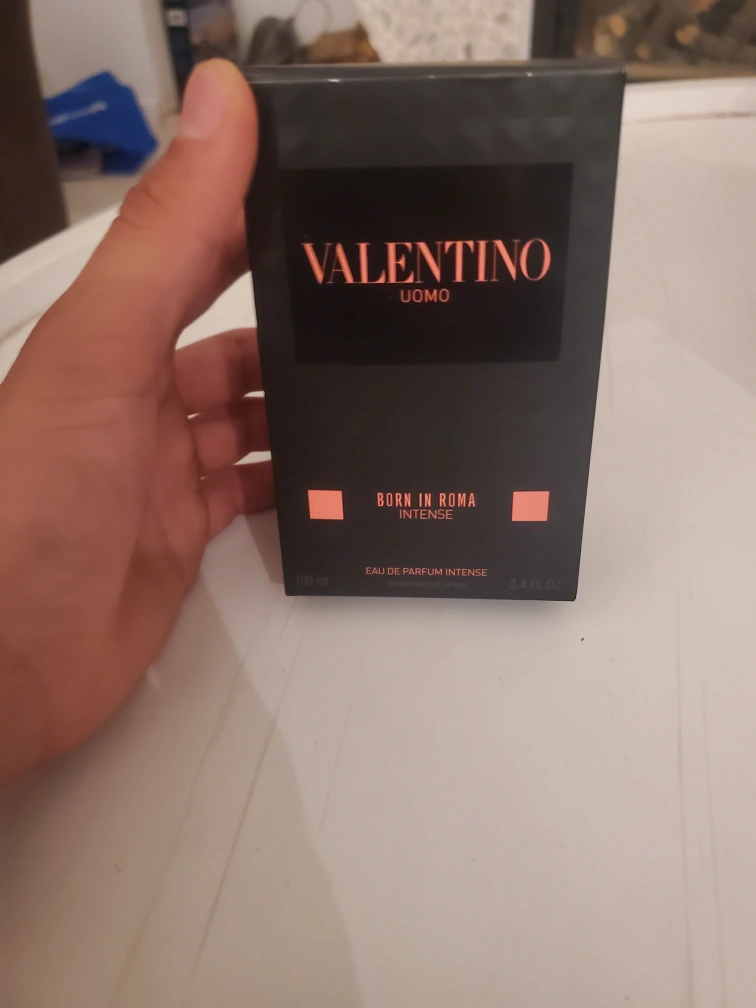 VALENTINO
UOMO
BORN IN ROMA
INTENSE
EAU DE PARFUM INTENSE
100 ml
3.4 FL. OZ.